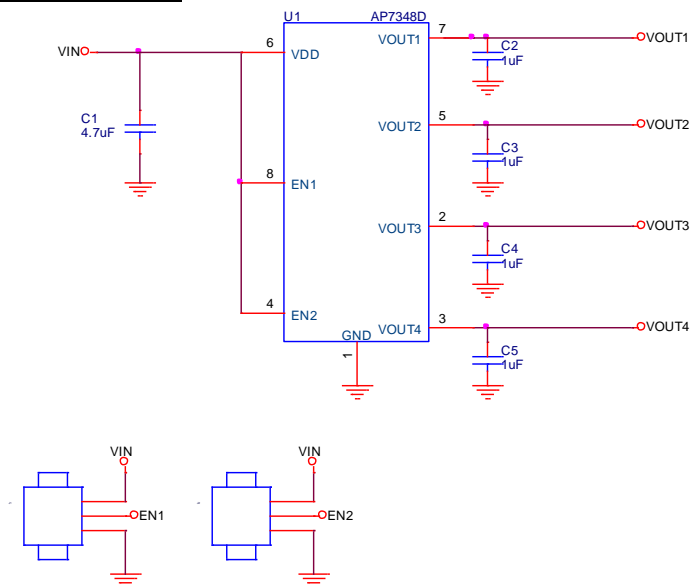 U1 AP7348D
VIN 6 VDD VOUT1 7 VOUT1
C2
1uF
C1
4.7uF
VOUT2 5 VOUT2
C3
1uF
8 EN1
VOUT3 2 VOUT3
C4
1uF
4 EN2
VOUT4 3 VOUT4
GND
1
C5
1uF
VIN VIN
EN1 EN2